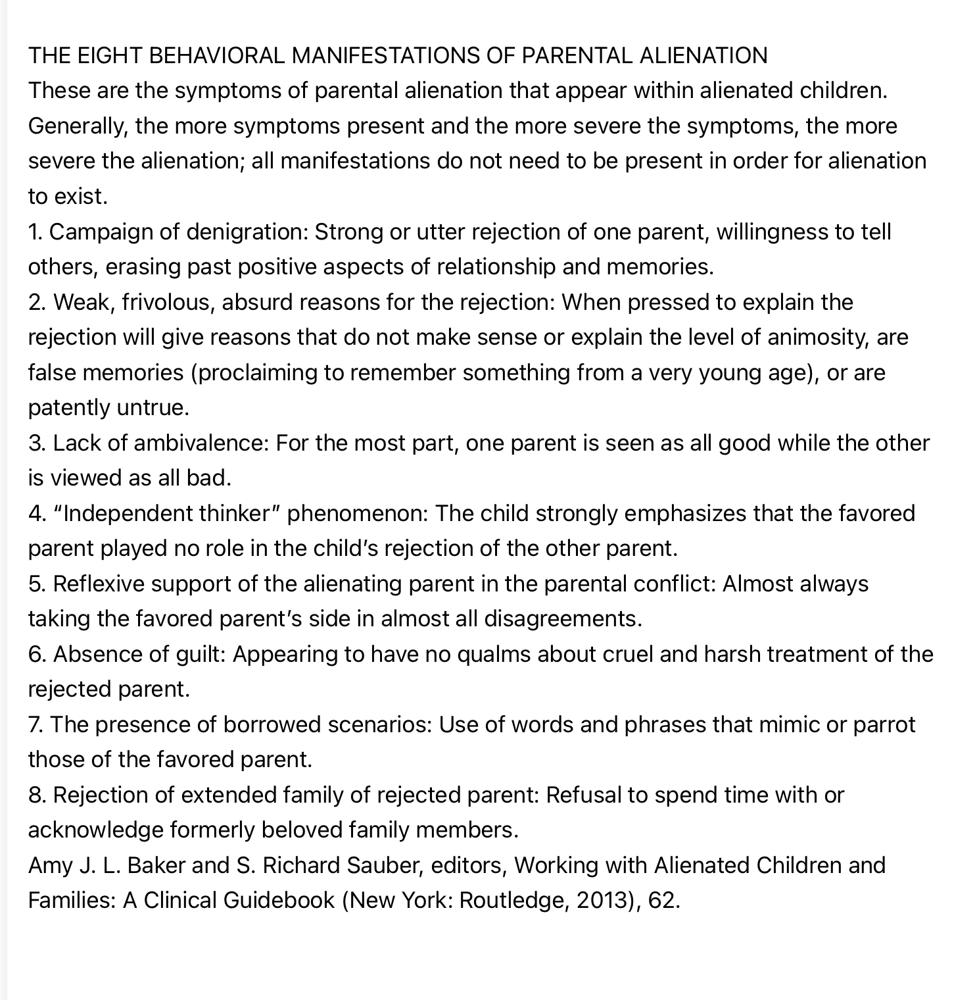 THE EIGHT BEHAVIORAL MANIFESTATIONS OF PARENTAL ALIENATION
These are the symptoms of parental alienation that appear within alienated children.
Generally, the more symptoms present and the more severe the symptoms, the more
severe the alienation; all manifestations do not need to be present in order for alienation
to exist.
1. Campaign of denigration: Strong or utter rejection of one parent, willingness to tell
others, erasing past positive aspects of relationship and memories.
2. Weak, frivolous, absurd reasons for the rejection: When pressed to explain the
rejection will give reasons that do not make sense or explain the level of animosity, are
false memories (proclaiming to remember something from a very young age), or are
patently untrue.
3. Lack of ambivalence: For the most part, one parent is seen as all good while the other
is viewed as all bad.
4. “Independent thinker” phenomenon: The child strongly emphasizes that the favored
parent played no role in the child’s rejection of the other parent.
5. Reflexive support of the alienating parent in the parental conflict: Almost always
taking the favored parent’s side in almost all disagreements.
6. Absence of guilt: Appearing to have no qualms about cruel and harsh treatment of the
rejected parent.
7. The presence of borrowed scenarios: Use of words and phrases that mimic or parrot
those of the favored parent.
8. Rejection of extended family of rejected parent: Refusal to spend time with or
acknowledge formerly beloved family members.
Amy J. L. Baker and S. Richard Sauber, editors, Working with Alienated Children and
Families: A Clinical Guidebook (New York: Routledge, 2013), 62.